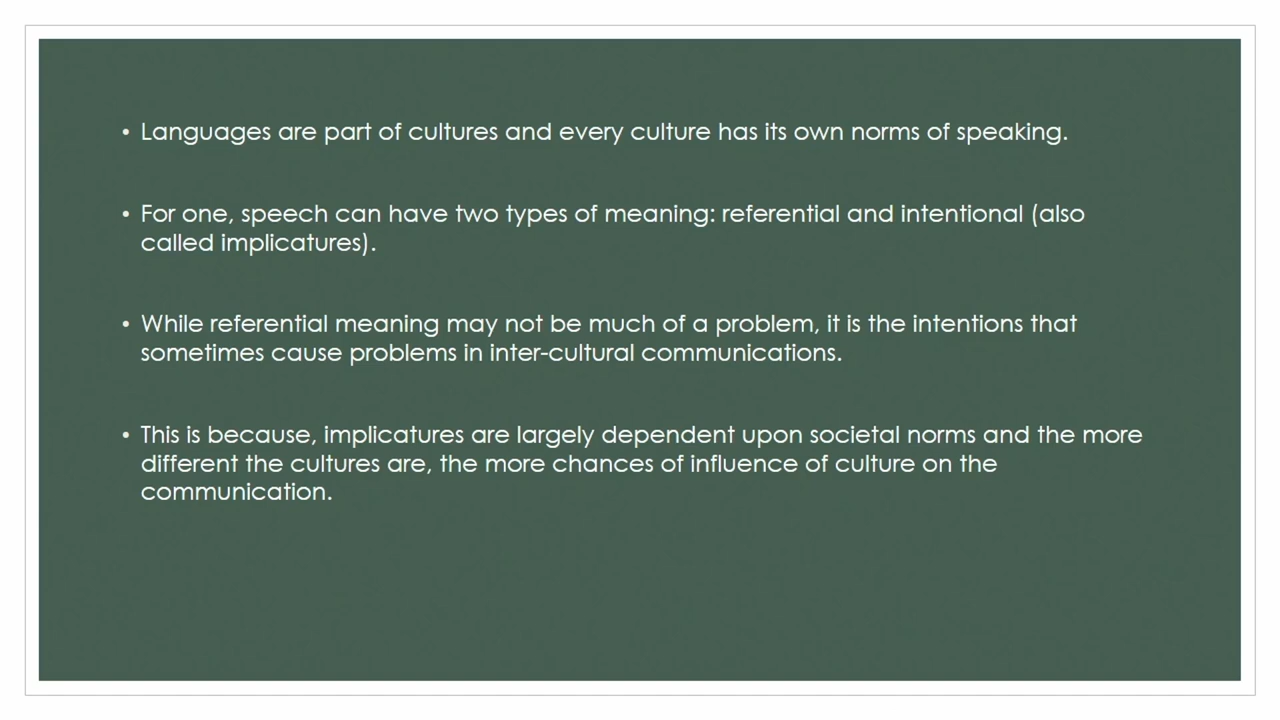 • Languages are part of cultures and every culture has its own norms of speaking.
• For one, speech can have two types of meaning: referential and intentional (also
called implicatures).
• While referential meaning may not be much of a problem, it is the intentions that
sometimes cause problems in inter-cultural communications.
• This is because, implicatures are largely dependent upon societal norms and the more
different the cultures are, the more chances of influence of culture on the
communication.